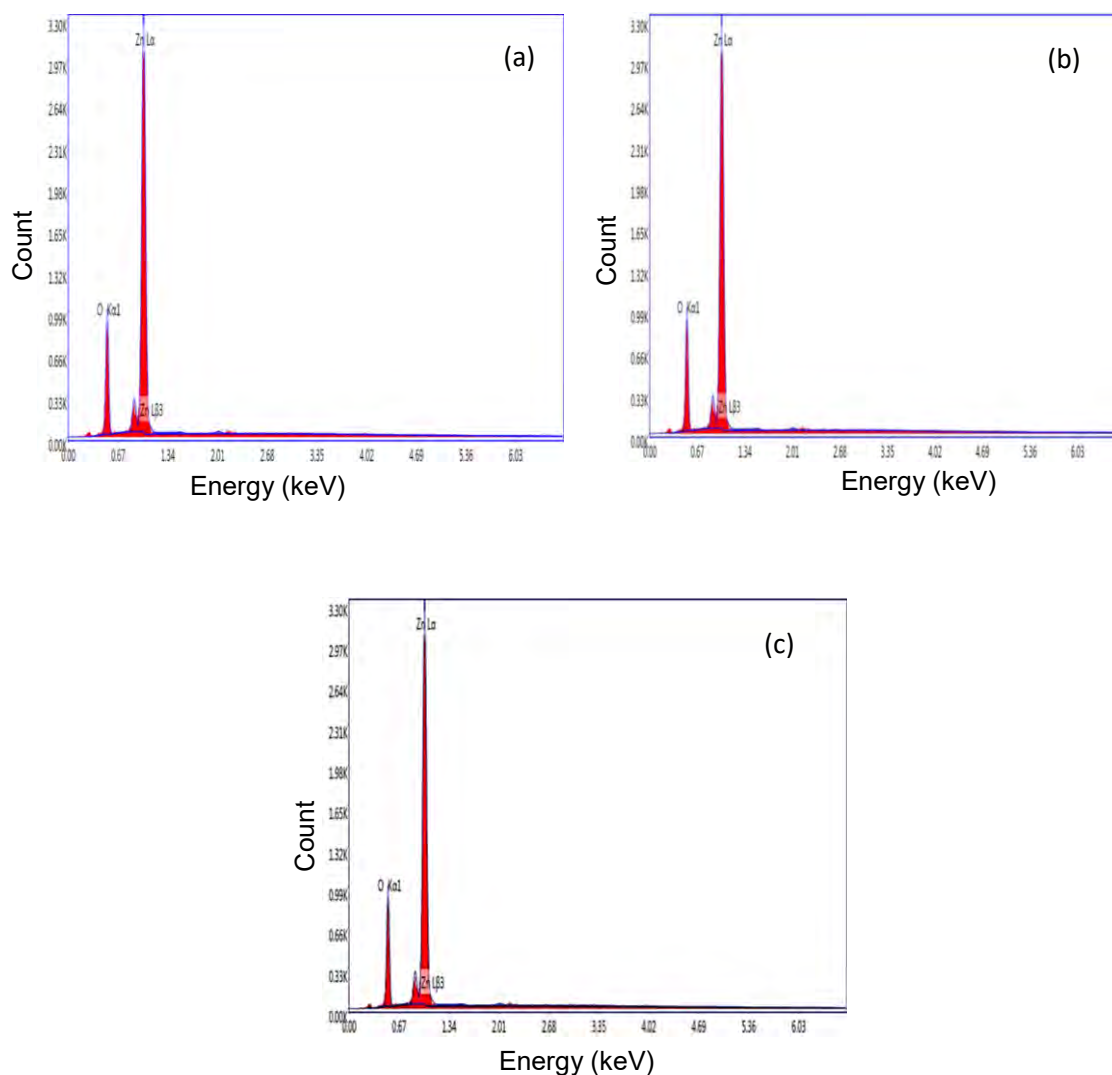 (a)
Count
3.30K
2.97K
2.64K
2.31K
1.98K
1.65K
1.32K
0.99K
0.66K
0.33K
0.00K
Zn Lα
O Kα1
Zn Lβ3
0.00 0.67 1.34 2.01 2.68 3.35 4.02 4.69 5.36 6.03
Energy (keV)
(b)
Count
3.30K
2.97K
2.64K
2.31K
1.98K
1.65K
1.32K
0.99K
0.66K
0.33K
0.00K
Zn Lα
O Kα1
Zn Lβ3
0.00 0.67 1.34 2.01 2.68 3.35 4.02 4.69 5.36 6.03
Energy (keV)
(c)
Count
3.30K
2.97K
2.64K
2.31K
1.98K
1.65K
1.32K
0.99K
0.66K
0.33K
0.00K
Zn Lα
O Kα1
Zn Lβ3
0.00 0.67 1.34 2.01 2.68 3.35 4.02 4.69 5.36 6.03
Energy (keV)